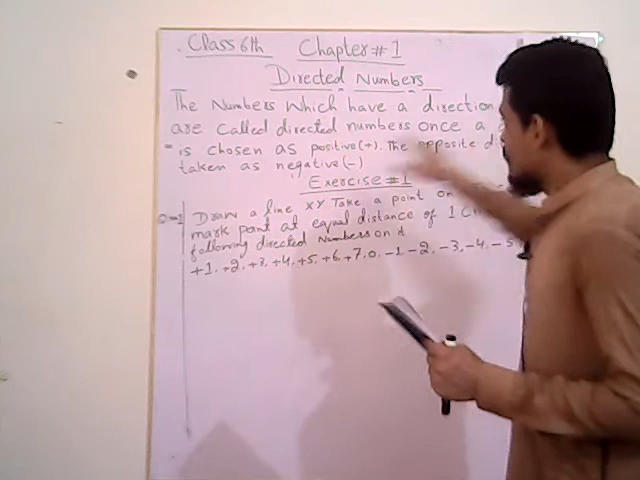 Class 6th Chapter # 1
Directed Numbers
The Numbers Which have a direction
are called directed numbers once a
is chosen as positive(+). The opposite d
taken as negative(-)
Exercise # 1
Q=1 Draw a line XY Take a point on
mark pant at equal distance of 1 C
following directed Numbers on it
+1. +2. +3. +4. +5. +6. +7. 0. -1 -2. -3. -4. -5